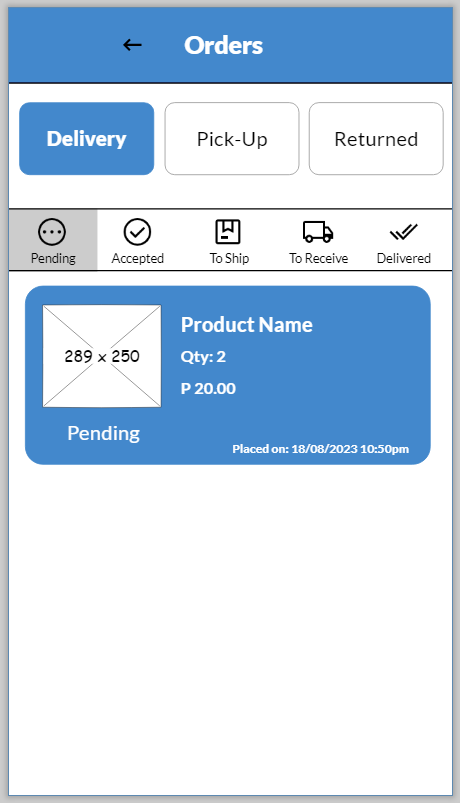 Orders
Delivery
Pick-Up
Returned
Pending
Accepted
To Ship
To Receive
Delivered
289 x 250
Product Name
Qty: 2
P 20.00
Pending
Placed on: 18/08/2023 10:50pm